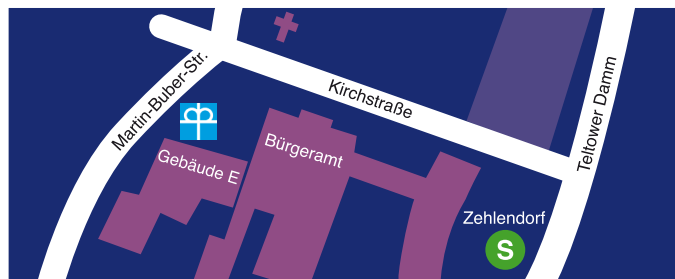 Martin-Buber-Str.
Kirchstraße
Teltower Damm
Gebäude E
Bürgeramt
Zehlendorf
S